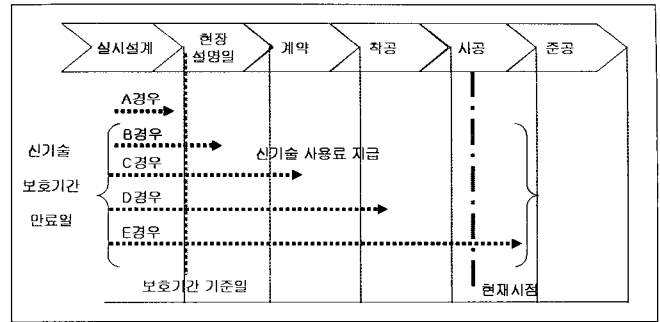 실시설계
현장
설명일
계약
착공
시공
준공
A경우
B경우
신기술
신기술 사용료 지급
C경우
보호기간
D경우
만료일
E경우
보호기간 기준일
현재시점